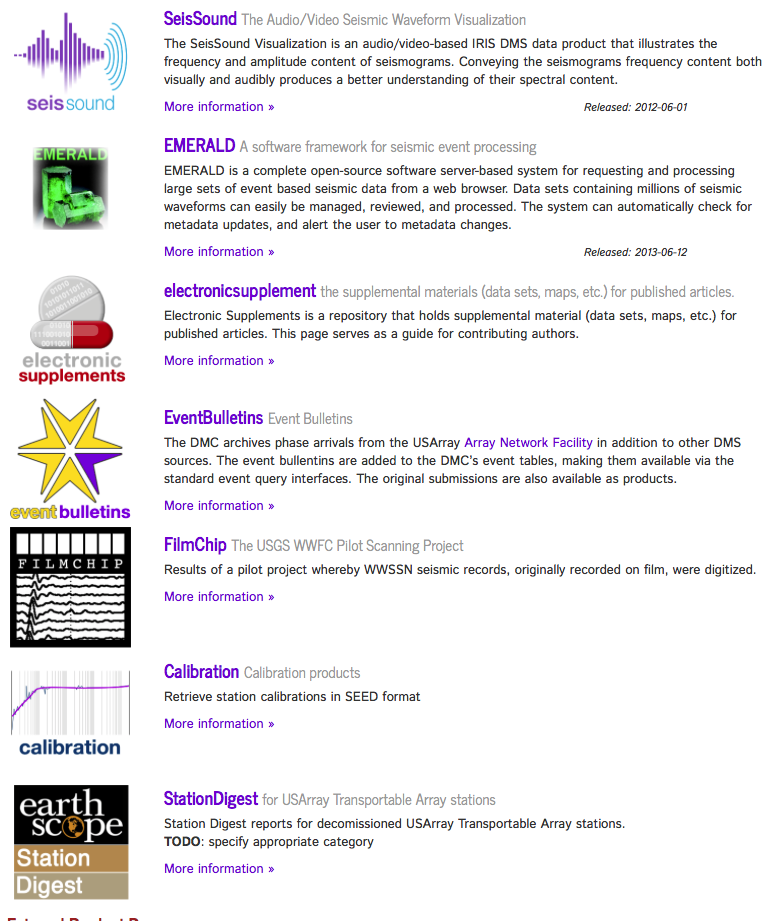 SeisSound The Audio/Video Seismic Waveform Visualization
The SeisSound Visualization is an audio/video-based IRIS DMS data product that illustrates the
frequency and amplitude content of seismograms. Conveying the seismograms frequency content both
visually and audibly produces a better understanding of their spectral content.
seissound
More information »
Released: 2012-06-01
EMERALD
EMERALD A software framework for seismic event processing
EMERALD is a complete open-source software server-based system for requesting and processing
large sets of event based seismic data from a web browser. Data sets containing millions of seismic
waveforms can easily be managed, reviewed, and processed. The system can automatically check for
metadata updates, and alert the user to metadata changes.
More information »
Released: 2013-06-12
electronicsupplement the supplemental materials (data sets, maps, etc.) for published articles.
Electronic Supplements is a repository that holds supplemental material (data sets, maps, etc.) for
published articles. This page serves as a guide for contributing authors.
More information »
electronic
supplements
EventBulletins Event Bulletins
The DMC archives phase arrivals from the USArray Array Network Facility in addition to other DMS
sources. The event bullentins are added to the DMC's event tables, making them available via the
standard event query interfaces. The original submissions are also available as products.
More information »
eventbulletins
FILMCHIP
FilmChip The USGS WWFC Pilot Scanning Project
Results of a pilot project whereby WWSSN seismic records, originally recorded on film, were digitized.
More information »
Calibration Calibration products
Retrieve station calibrations in SEED format
More information »
calibration
earth
scope
Station
Digest
StationDigest for USArray Transportable Array stations
Station Digest reports for decomissioned USArray Transportable Array stations.
TODO: specify appropriate category
More information »